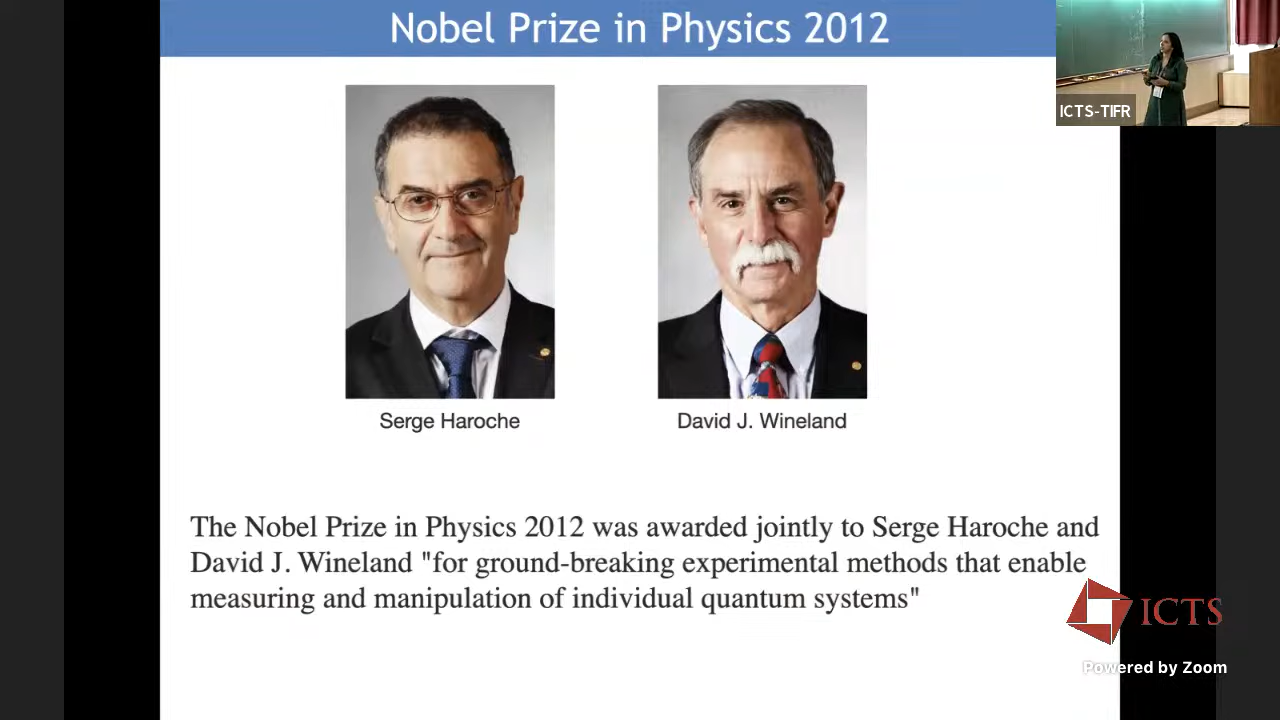 Nobel Prize in Physics 2012
ICTS-TIFR
Serge Haroche
David J. Wineland
The Nobel Prize in Physics 2012 was awarded jointly to Serge Haroche and
David J. Wineland "for ground-breaking experimental methods that enable
measuring and manipulation of individual quantum systems"
ICTS
Powered by Zoom